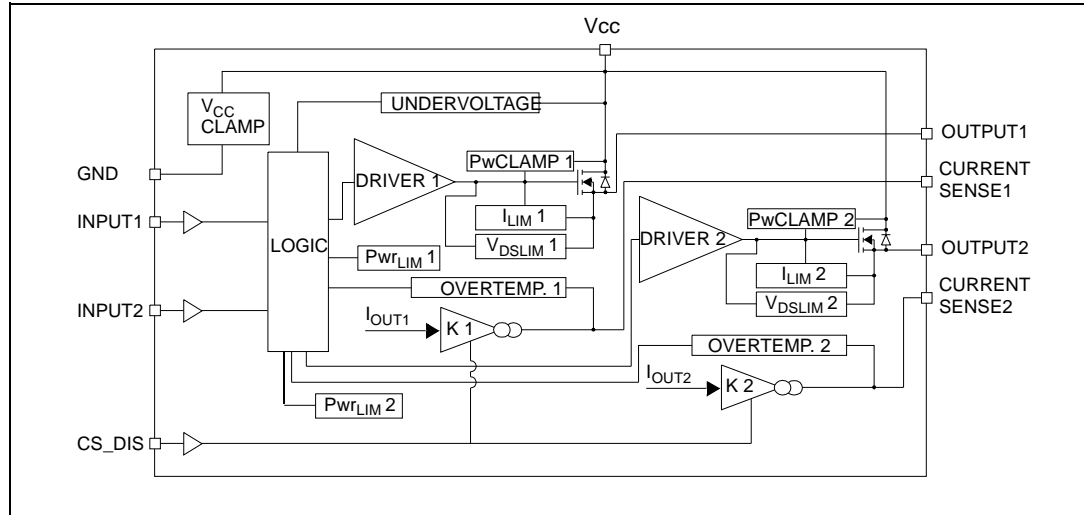 Vcc
VCC
CLAMP
UNDERVOLTAGE
OUTPUT1
PwCLAMP 1
GND
DRIVER 1
CURRENT
SENSE1
INPUT1
ILIM 1
PwCLAMP 2
LOGIC
DRIVER 2
VDSLIM 1
OUTPUT2
PwrLIM 1
ILIM 2
OVERTEMP. 1
VDSLIM 2
CURRENT
SENSE2
INPUT2
IOUT1
K 1
OVERTEMP. 2
IOUT2
K 2
PwrLIM 2
CS_DIS